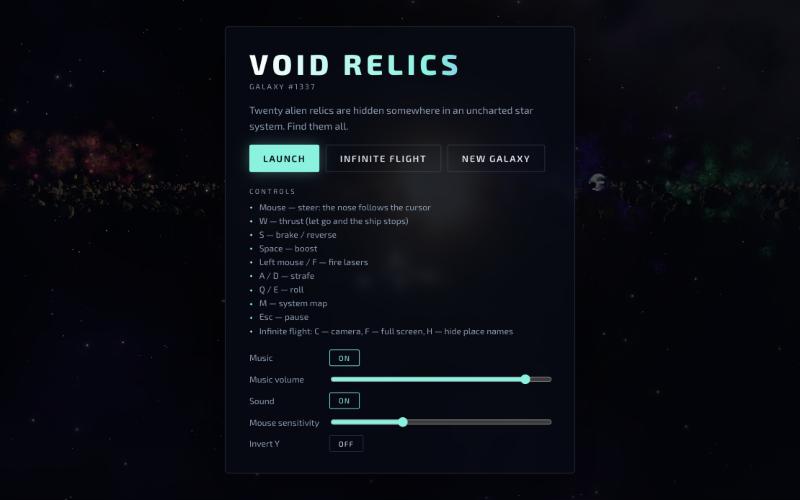 VOID RELICS
GALAXY #1337
Twenty alien relics are hidden somewhere in an uncharted star
system. Find them all.
LAUNCH
INFINITE FLIGHT
NEW GALAXY
CONTROLS
• Mouse — steer: the nose follows the cursor
• W — thrust (let go and the ship stops)
• S — brake / reverse
• Space — boost
• Left mouse / F — fire lasers
• A / D — strafe
• Q / E — roll
• M — system map
• Esc — pause
• Infinite flight: C — camera, F — full screen, H — hide place names
Music ON
Music volume
Sound ON
Mouse sensitivity
Invert Y OFF